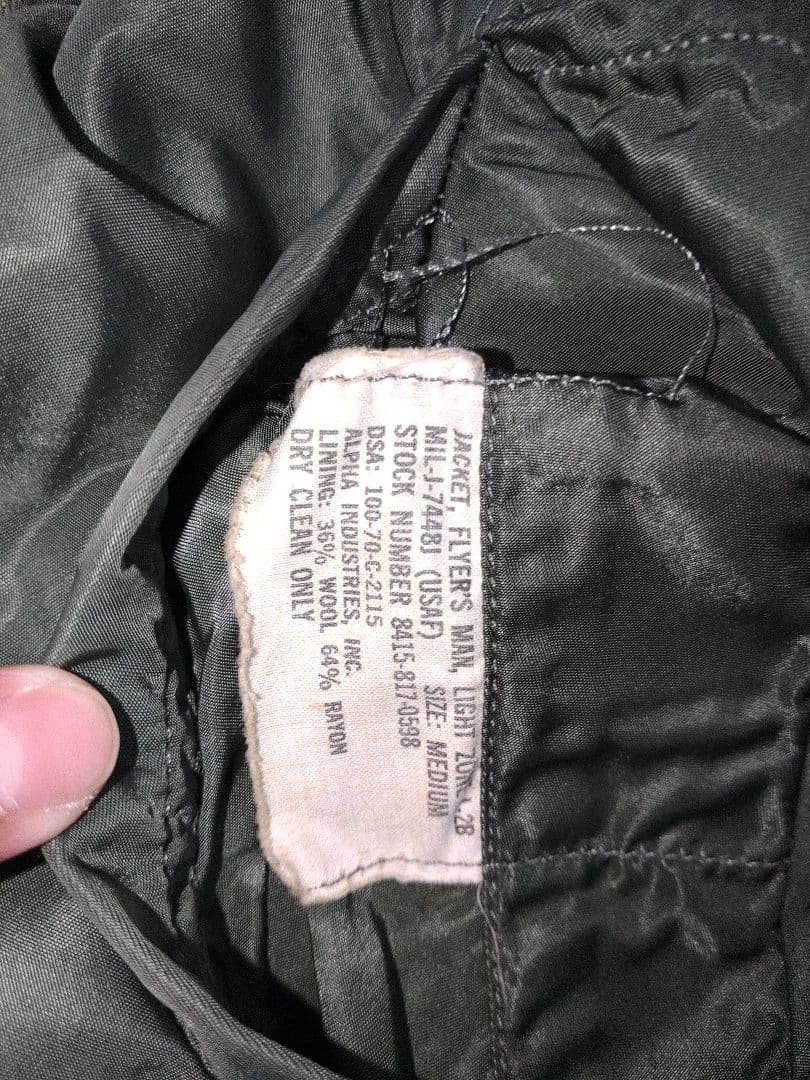 JACKET, FLYER'S MAN, LIGHT 2B
MIL-J-7448J (USAF) SIZE: MEDIUM
STOCK NUMBER 8415-817-0598
DSA: 100-70-C-2115
ALPHA INDUSTRIES, INC.
LINING: 36% WOOL 64% RAYON
DRY CLEAN ONLY